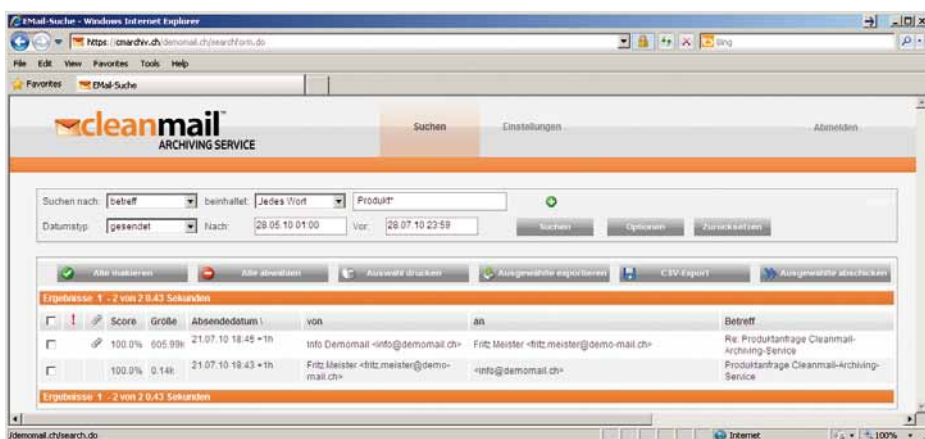 EMail-Suche - Windows Internet Explorer
https://cmarchiv.ch/demomail.ch/searchform.do
Bing
File Edit View Favorites Tools Help
Favorites EMail-Suche
cleanmail
ARCHIVING SERVICE
Suchen Einstellungen Abmelden
Suchen nach: betreff beinhaltet: Jedes Wort Produkt*
Datumstyp: gesendet Nach: 28.05.10 01:00 Vor: 28.07.10 23:59 Suchen Optionen Zurücksetzen
Alle makieren Alle abwählen Auswahl drucken Ausgewählte exportieren CSV-Export Ausgewählte abschicken
Ergebnisse 1 - 2 von 2 0.43 Sekunden
! Score Größe Absendedatum \ von an Betreff
100.0% 605.99k 21.07.10 18:45 +1h Info Demomail <info@demomail.ch> Fritz Meister <fritz.meister@demo-mail.ch> Re: Produktanfrage Cleanmail-
Archiving-Service
100.0% 0.14k 21.07.10 18:43 +1h Fritz Meister <fritz.meister@demo-
mail.ch> <info@demomail.ch> Produktanfrage Cleanmail-Archiving-
Service
Ergebnisse 1 - 2 von 2 0.43 Sekunden
/demomail.ch/search.do Internet 100%